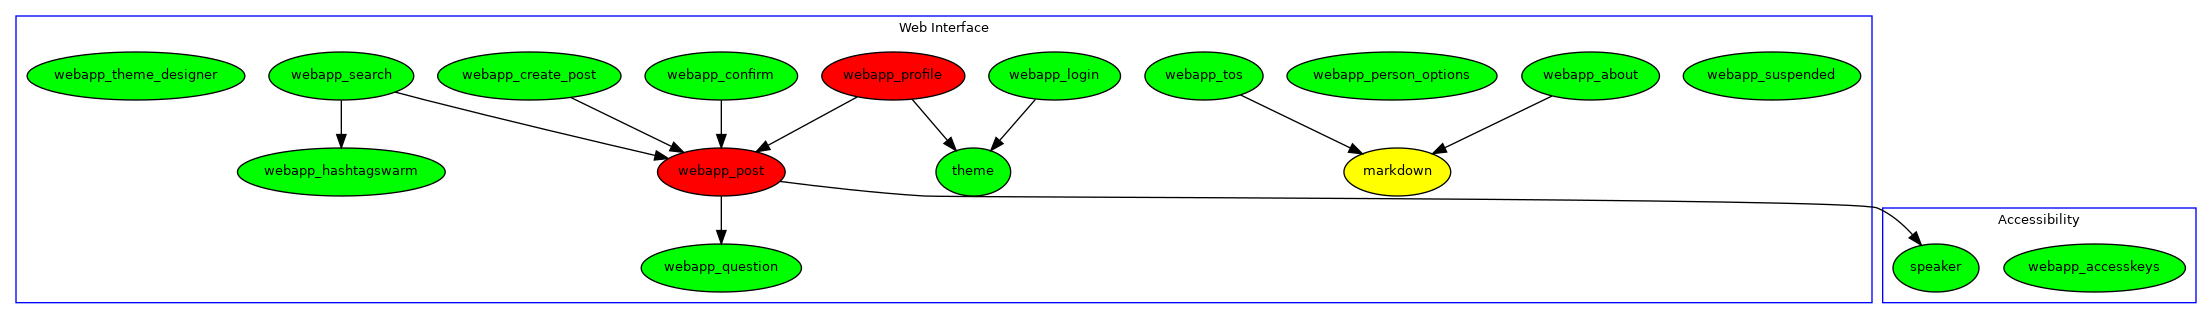 Web Interface
webapp_theme_designer
webapp_search
webapp_create_post
webapp_confirm
webapp_profile
webapp_login
webapp_tos
webapp_person_options
webapp_about
webapp_suspended
webapp_hashtagswarm
webapp_post
theme
markdown
Accessibility
webapp_question
speaker
webapp_accesskeys